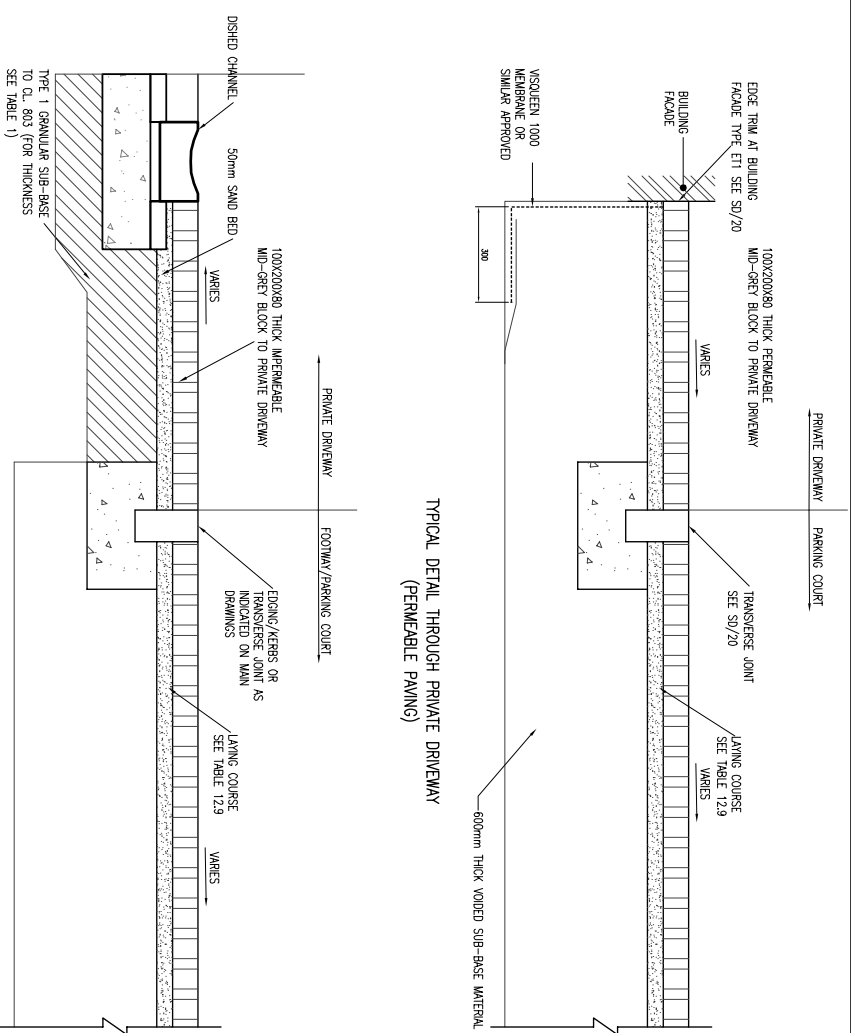 EDGE TRIM AT BUILDING
FACADE TYPE ET1 SEE SD/20
BUILDING
FACADE
VISQUEEN 1000
MEMBRANE OR
SIMILAR APPROVED
300
100X200X80 THICK PERMEABLE
MID-GREY BLOCK TO PRIVATE DRIVEWAY
VARIES
PRIVATE DRIVEWAY
PARKING COURT
TRANSVERSE JOINT
SEE SD/20
LAYING COURSE
SEE TABLE 12.9
VARIES
600mm THICK VOIDED SUB-BASE MATERIAL
TYPICAL DETAIL THROUGH PRIVATE DRIVEWAY
(PERMEABLE PAVING)
DISHED CHANNEL
50mm SAND BED
TYPE 1 GRANULAR SUB-BASE
TO CL. 803 (FOR THICKNESS
SEE TABLE 1)
100X200X80 THICK IMPERMEABLE
MID-GREY BLOCK TO PRIVATE DRIVEWAY
VARIES
PRIVATE DRIVEWAY
FOOTWAY/PARKING COURT
EDGING/KERBS OR
TRANSVERSE JOINT AS
INDICATED ON MAIN
DRAWINGS
LAYING COURSE
SEE TABLE 12.9
VARIES